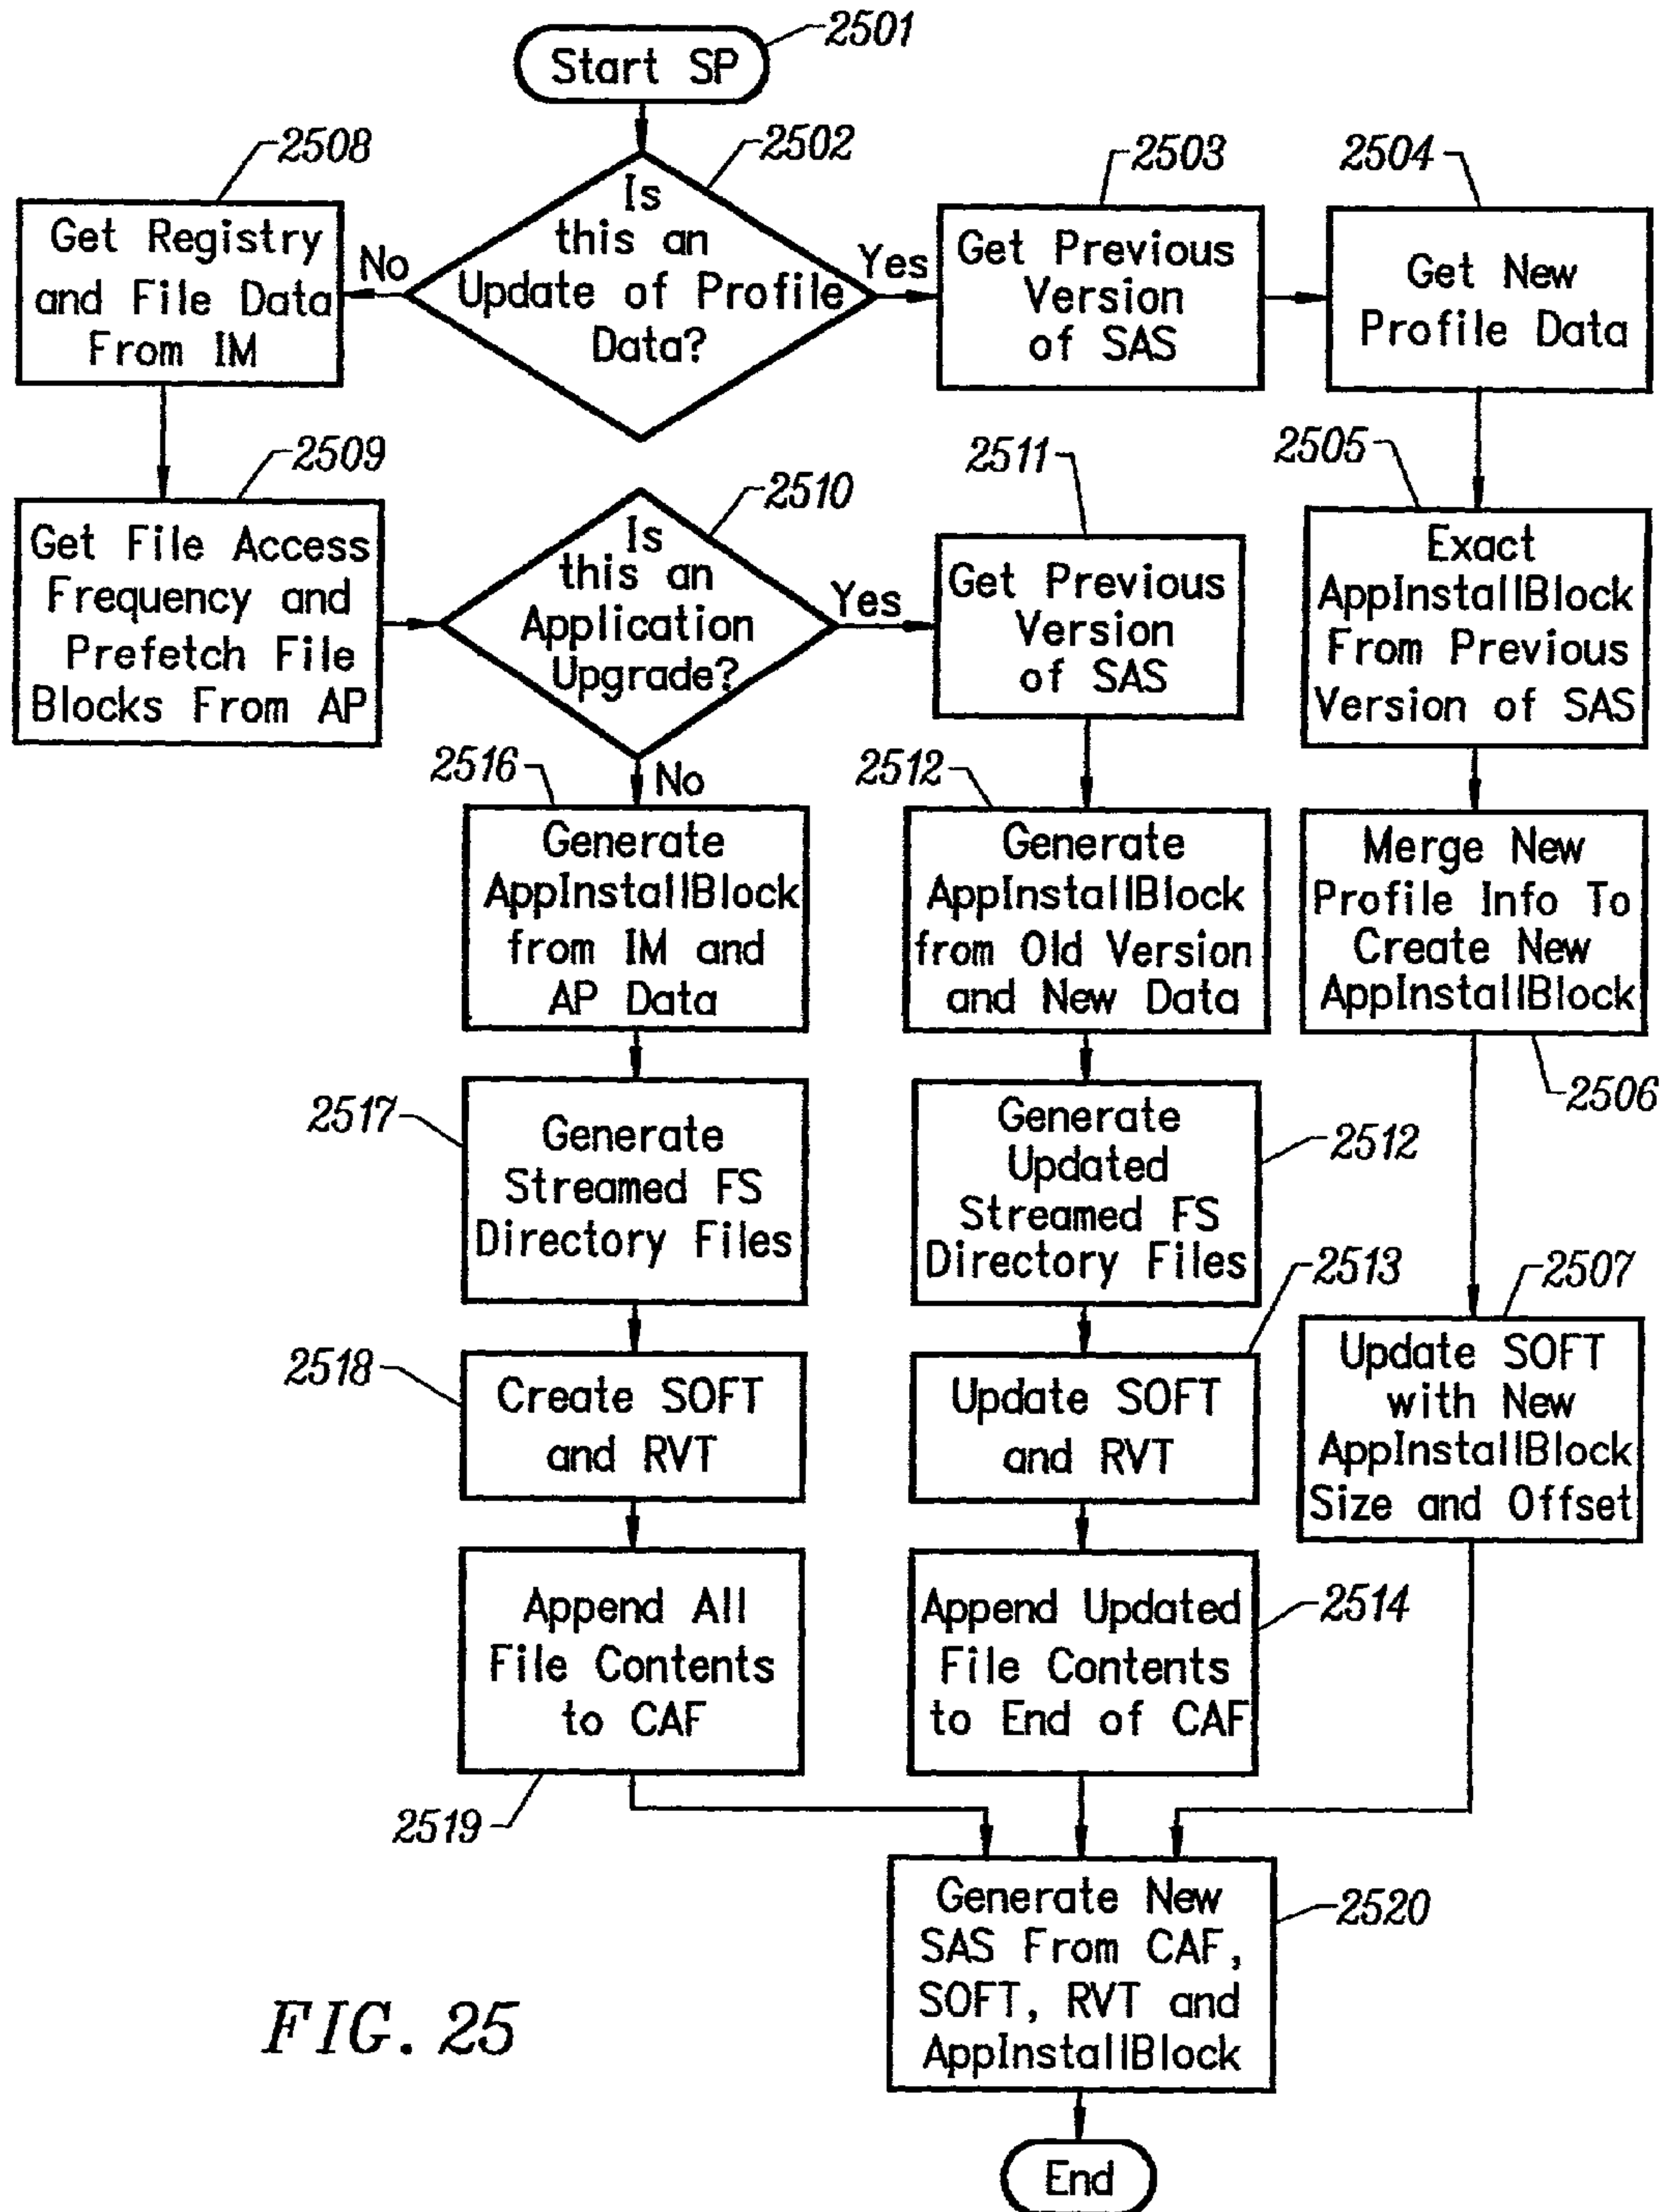 2501
Start SP
2508
2502
2503
2504
Get Registry
and File Data
From IM
No
Is
this an
Update of Profile
Data?
Yes
Get Previous
Version
of SAS
Get New
Profile Data
2509
2510
2511
2505
Get File Access
Frequency and
Prefetch File
Blocks From AP
Is
this an
Application
Upgrade?
Yes
Get Previous
Version
of SAS
Exact
AppInstallBlock
From Previous
Version of SAS
2516
No
2512
Generate
AppInstallBlock
from IM and
AP Data
Generate
AppInstallBlock
from Old Version
and New Data
Merge New
Profile Info To
Create New
AppInstallBlock
2506
2517
Generate
Streamed FS
Directory Files
Generate
Updated
Streamed FS
Directory Files
2512
2513
2507
2518
Create SOFT
and RVT
Update SOFT
and RVT
Update SOFT
with New
AppInstallBlock
Size and Offset
Append All
File Contents
to CAF
Append Updated
File Contents
to End of CAF
2514
2519
Generate New
SAS From CAF,
SOFT, RVT and
AppInstallBlock
2520
FIG. 25
End